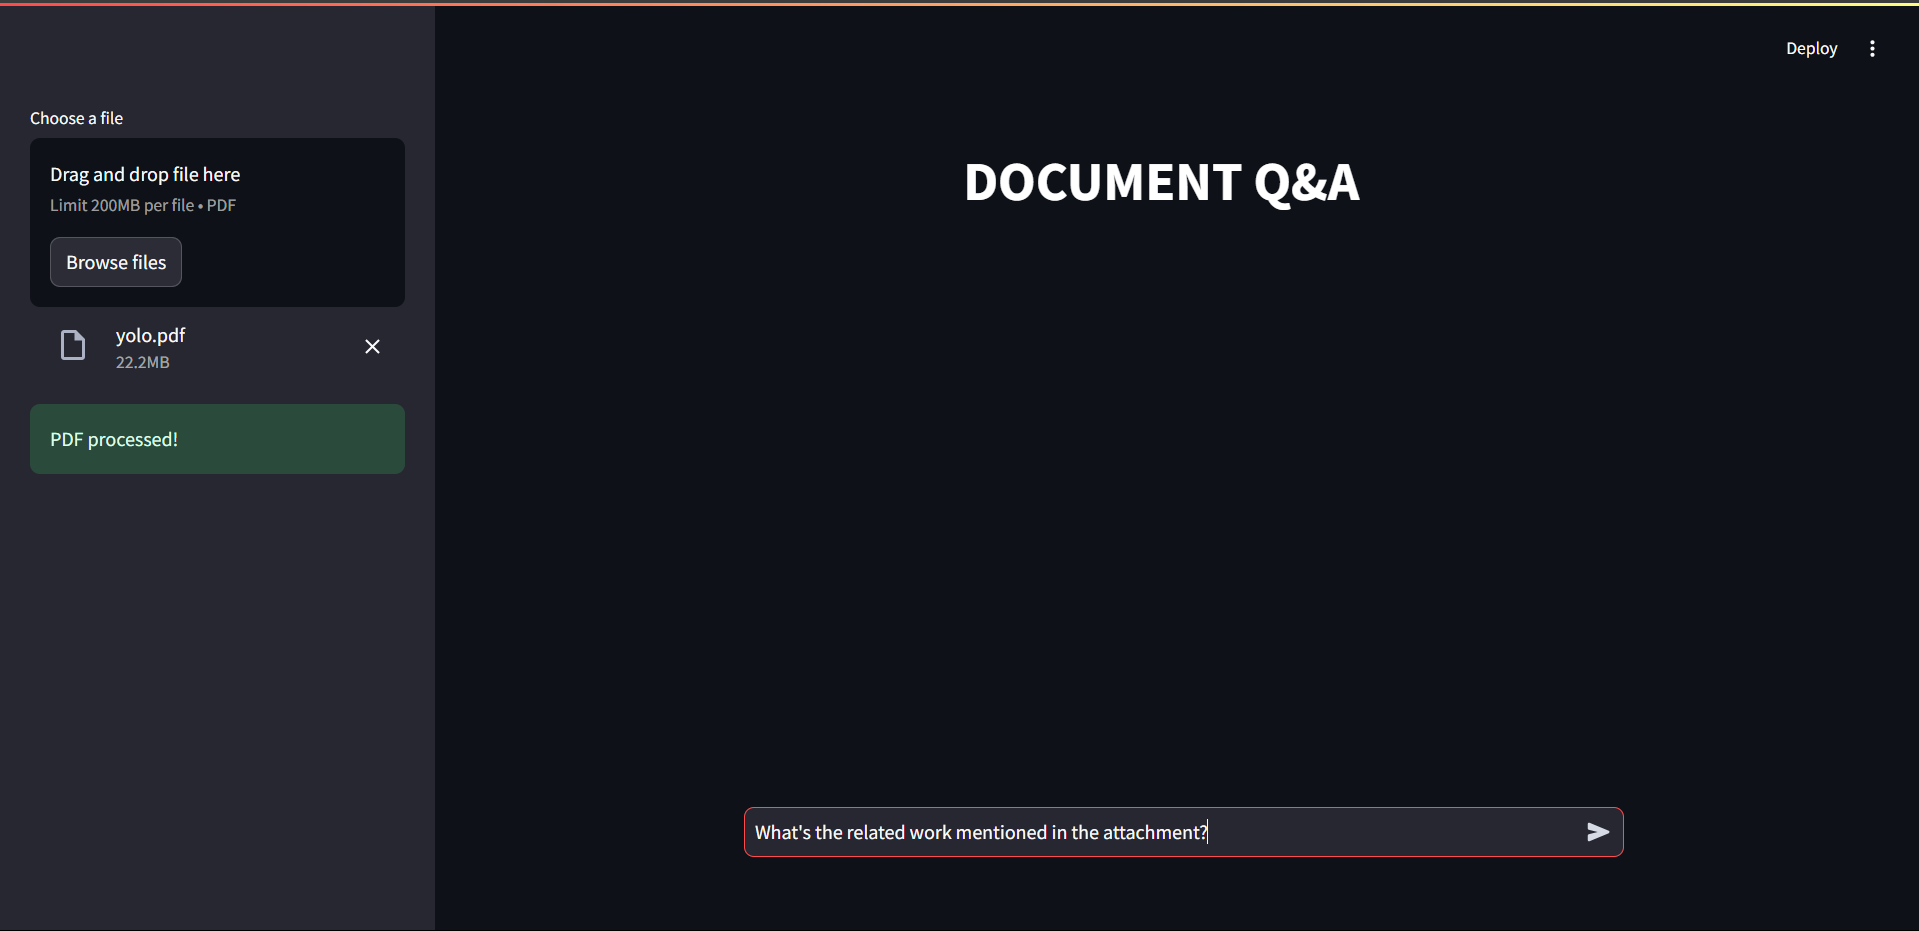 Deploy
Choose a file
Drag and drop file here
Limit 200MB per file • PDF
Browse files
yolo.pdf
22.2MB
PDF processed!
DOCUMENT Q&A
What's the related work mentioned in the attachment?